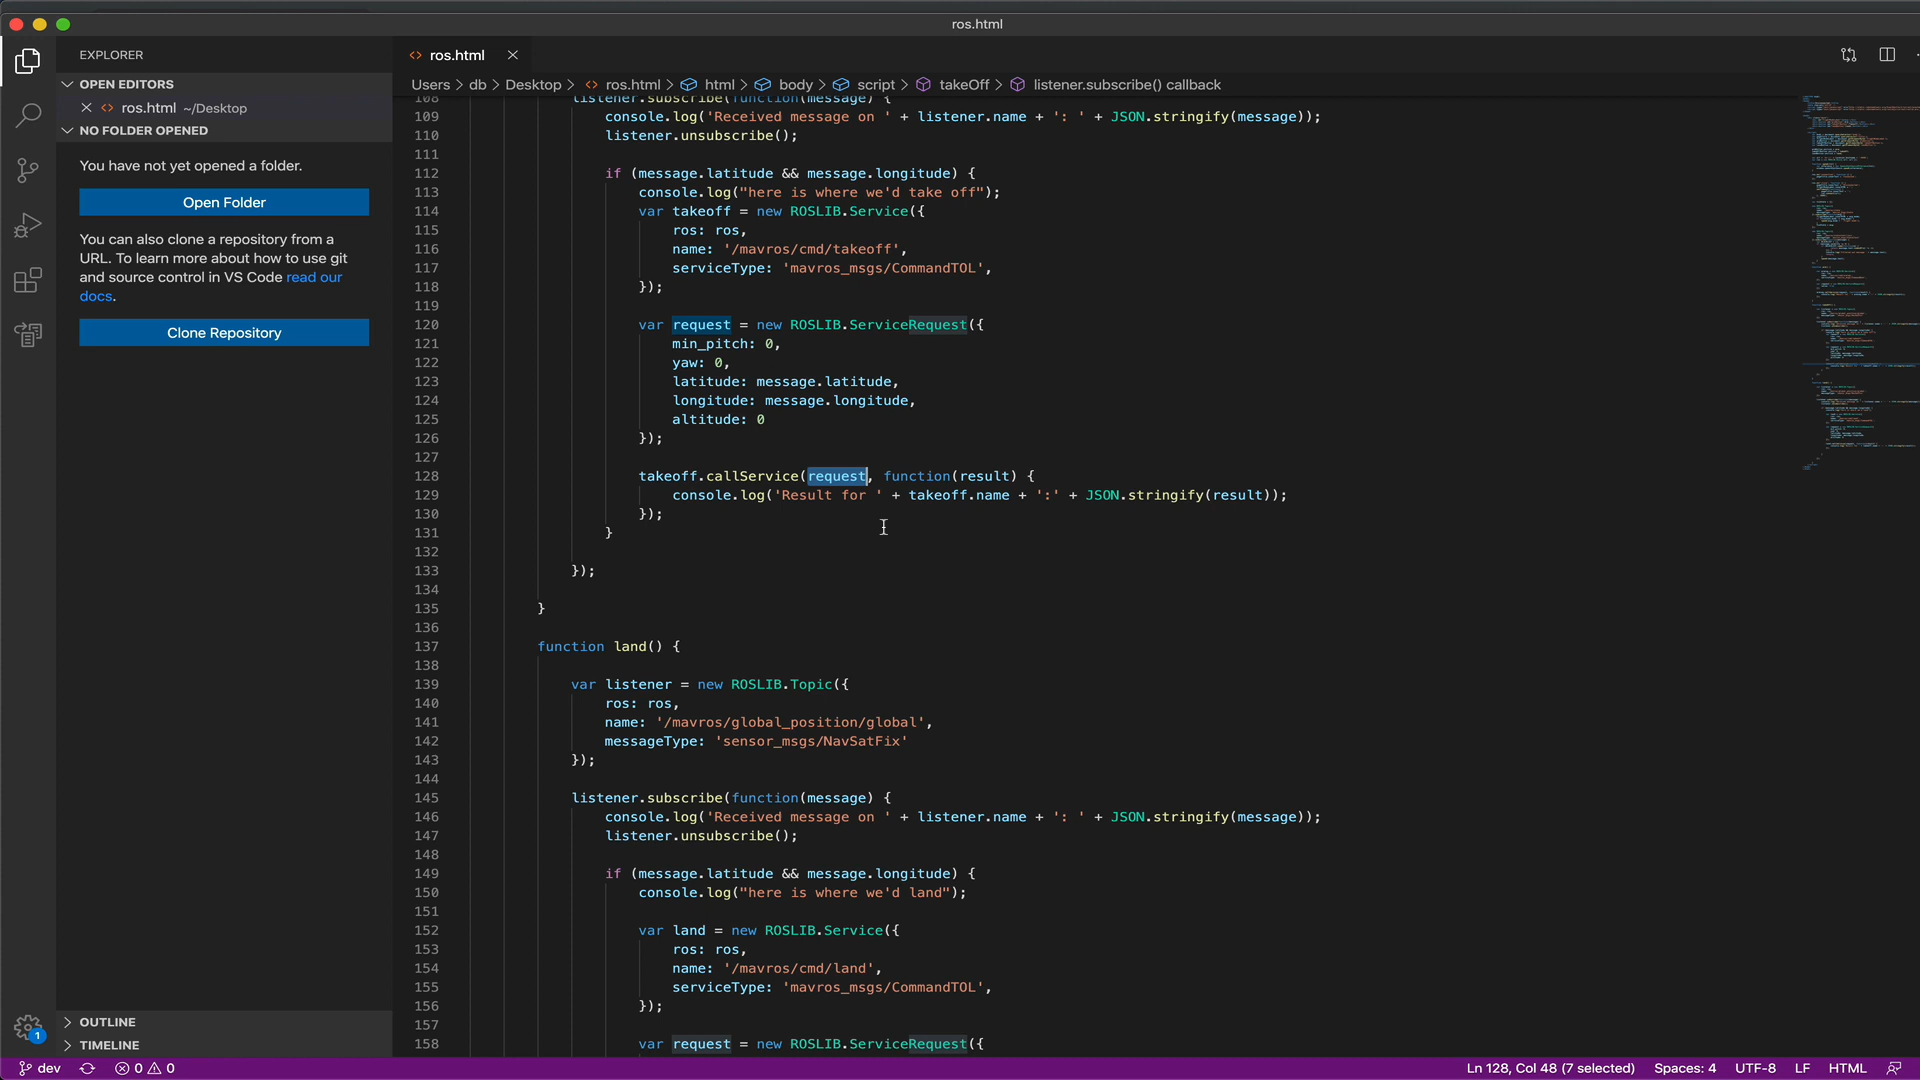 ros.html
EXPLORER
OPEN EDITORS
ros.html ~/Desktop
NO FOLDER OPENED
You have not yet opened a folder.
Open Folder
You can also clone a repository from a
URL. To learn more about how to use git
and source control in VS Code read our
docs.
Clone Repository
OUTLINE
TIMELINE
1
ros.html
Users > db > Desktop > <> ros.html > html > body > script > takeOff > listener.subscribe() callback
108 listener.subscribe(function(message) {
109 console.log('Received message on ' + listener.name + ': ' + JSON.stringify(message));
110 listener.unsubscribe();
111
112 if (message.latitude && message.longitude) {
113 console.log("here is where we'd take off");
114 var takeoff = new ROSLIB.Service({
115 ros: ros,
116 name: '/mavros/cmd/takeoff',
117 serviceType: 'mavros_msgs/CommandTOL',
118 });
119
120 var request = new ROSLIB.ServiceRequest({
121 min_pitch: 0,
122 yaw: 0,
123 latitude: message.latitude,
124 longitude: message.longitude,
125 altitude: 0
126 });
127
128 takeoff.callService(request, function(result) {
129 console.log('Result for ' + takeoff.name + ':' + JSON.stringify(result));
130 });
131 }
132
133 });
134
135 }
136
137 function land() {
138
139 var listener = new ROSLIB.Topic({
140 ros: ros,
141 name: '/mavros/global_position/global',
142 messageType: 'sensor_msgs/NavSatFix'
143 });
144
145 listener.subscribe(function(message) {
146 console.log('Received message on ' + listener.name + ': ' + JSON.stringify(message));
147 listener.unsubscribe();
148
149 if (message.latitude && message.longitude) {
150 console.log("here is where we'd land");
151
152 var land = new ROSLIB.Service({
153 ros: ros,
154 name: '/mavros/cmd/land',
155 serviceType: 'mavros_msgs/CommandTOL',
156 });
157
158 var request = new ROSLIB.ServiceRequest({
dev 0 0 Ln 128, Col 48 (7 selected) Spaces: 4 UTF-8 LF HTML